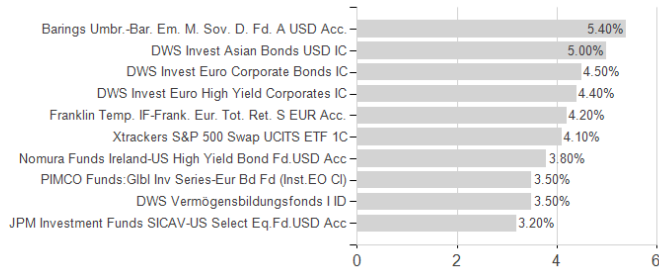 Barings Umbr.-Bar. Em. M. Sov. D. Fd. A USD Acc. 5.40%
DWS Invest Asian Bonds USD IC 5.00%
DWS Invest Euro Corporate Bonds IC 4.50%
DWS Invest Euro High Yield Corporates IC 4.40%
Franklin Temp. IF-Frank. Eur. Tot. Ret. S EUR Acc. 4.20%
Xtrackers S&P 500 Swap UCITS ETF 1C 4.10%
Nomura Funds Ireland-US High Yield Bond Fd.USD Acc 3.80%
PIMCO Funds:Glbl Inv Series-Eur Bd Fd (Inst.EO Cl) 3.50%
DWS Vermögensbildungsfonds I ID 3.50%
JPM Investment Funds SICAV-US Select Eq.Fd.USD Acc 3.20%
0 2 4 6